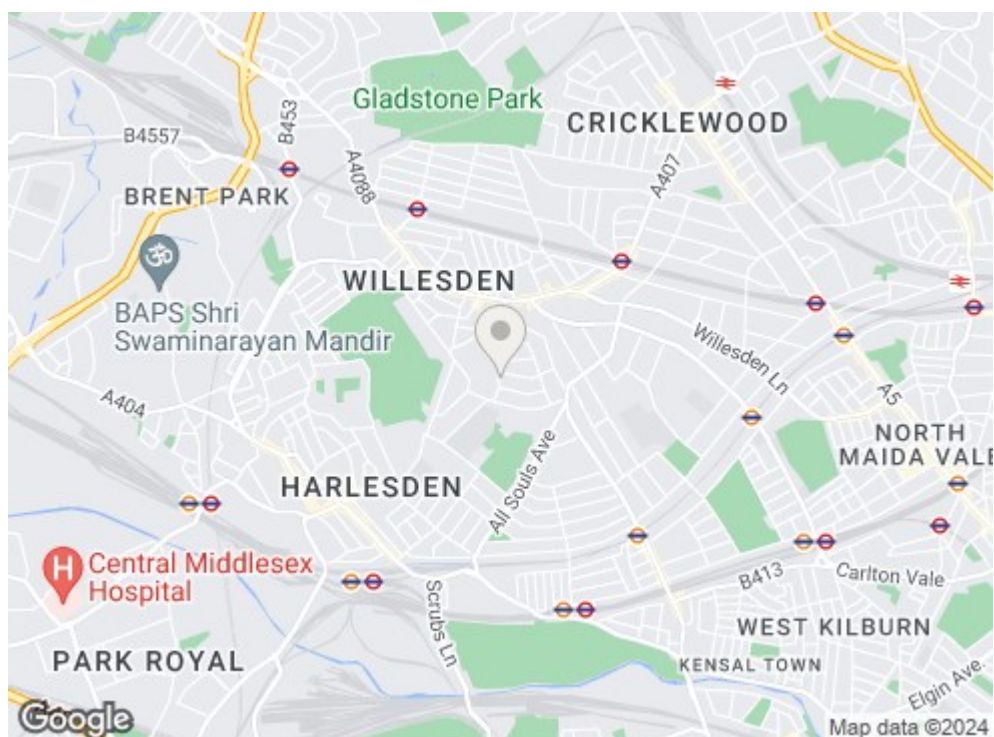 Gladstone Park
CRICKLEWOOD
B453
B4557
A4088
A407
BRENT PARK
WILLESDEN
BAPS Shri
Swaminarayan Mandir
Willesden Ln
A5
A404
NORTH
MAIDA VALE
HARLESDEN
All Souls Ave
Central Middlesex
Hospital
H
B413
Carlton Vale
Scrubs Ln
WEST KILBURN
PARK ROYAL
KENSAL TOWN
Elgin Ave.
Google
Map data ©2024